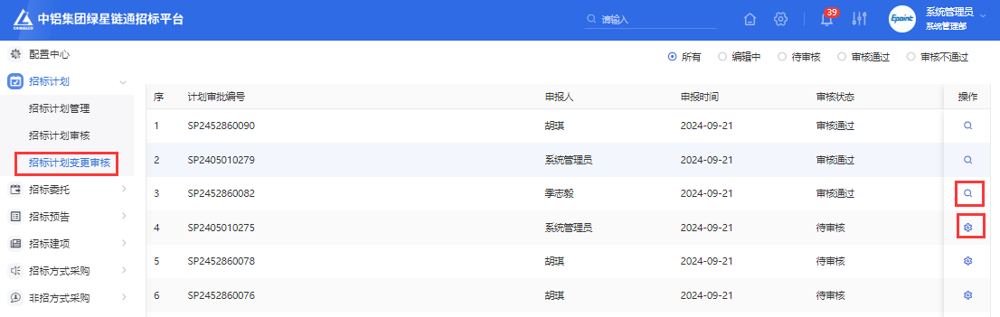 中铝集团绿星链通招标平台
CHINALCO
请输入
39
Epoint
系统管理员
系统管理部
配置中心
招标计划
招标计划管理
招标计划审核
招标计划变更审核
招标委托
招标预告
招标建项
招标方式采购
非招方式采购
所有 编辑中 待审核 审核通过 审核不通过
序 计划审批编号 申报人 申报时间 审核状态 操作
1 SP2452860090 胡琪 2024-09-21 审核通过
2 SP2405010279 系统管理员 2024-09-21 审核通过
3 SP2452860082 季志毅 2024-09-21 审核通过
4 SP2405010275 系统管理员 2024-09-21 待审核
5 SP2452860078 胡琪 2024-09-21 待审核
6 SP2452860076 胡琪 2024-09-21 待审核